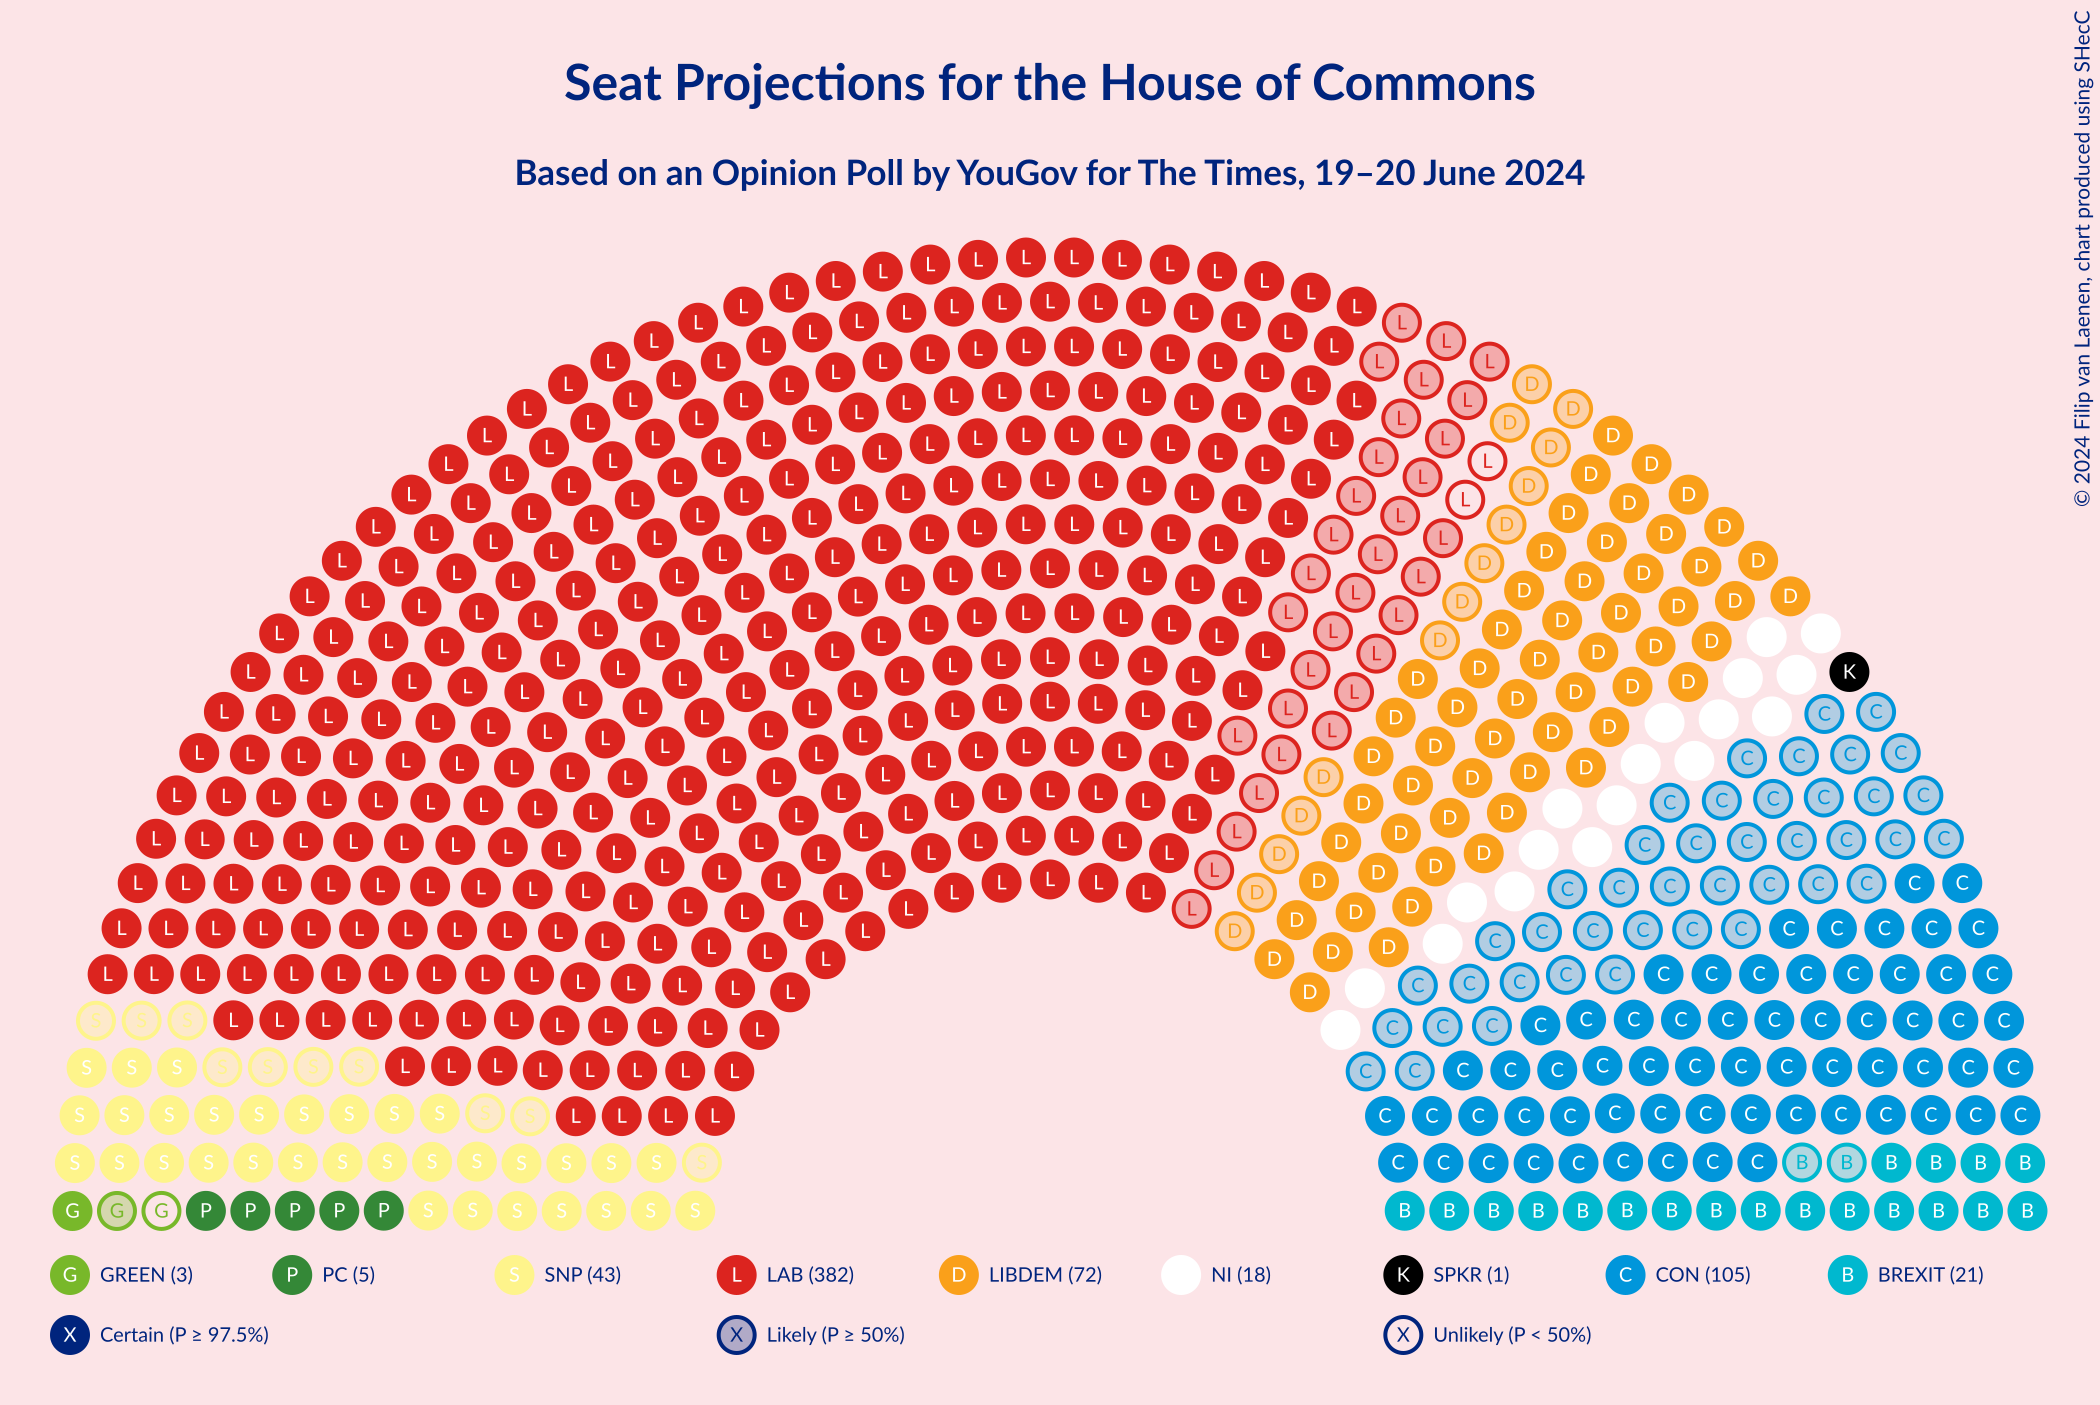 Seat Projections for the House of Commons
Based on an Opinion Poll by YouGov for The Times, 19–20 June 2024
© 2024 Filip van Laenen, chart produced using SHecC
G GREEN (3) P PC (5) S SNP (43) L LAB (382) D LIBDEM (72) NI (18) K SPKR (1) C CON (105) B BREXIT (21)
X Certain (P ≥ 97.5%) X Likely (P ≥ 50%) X Unlikely (P < 50%)